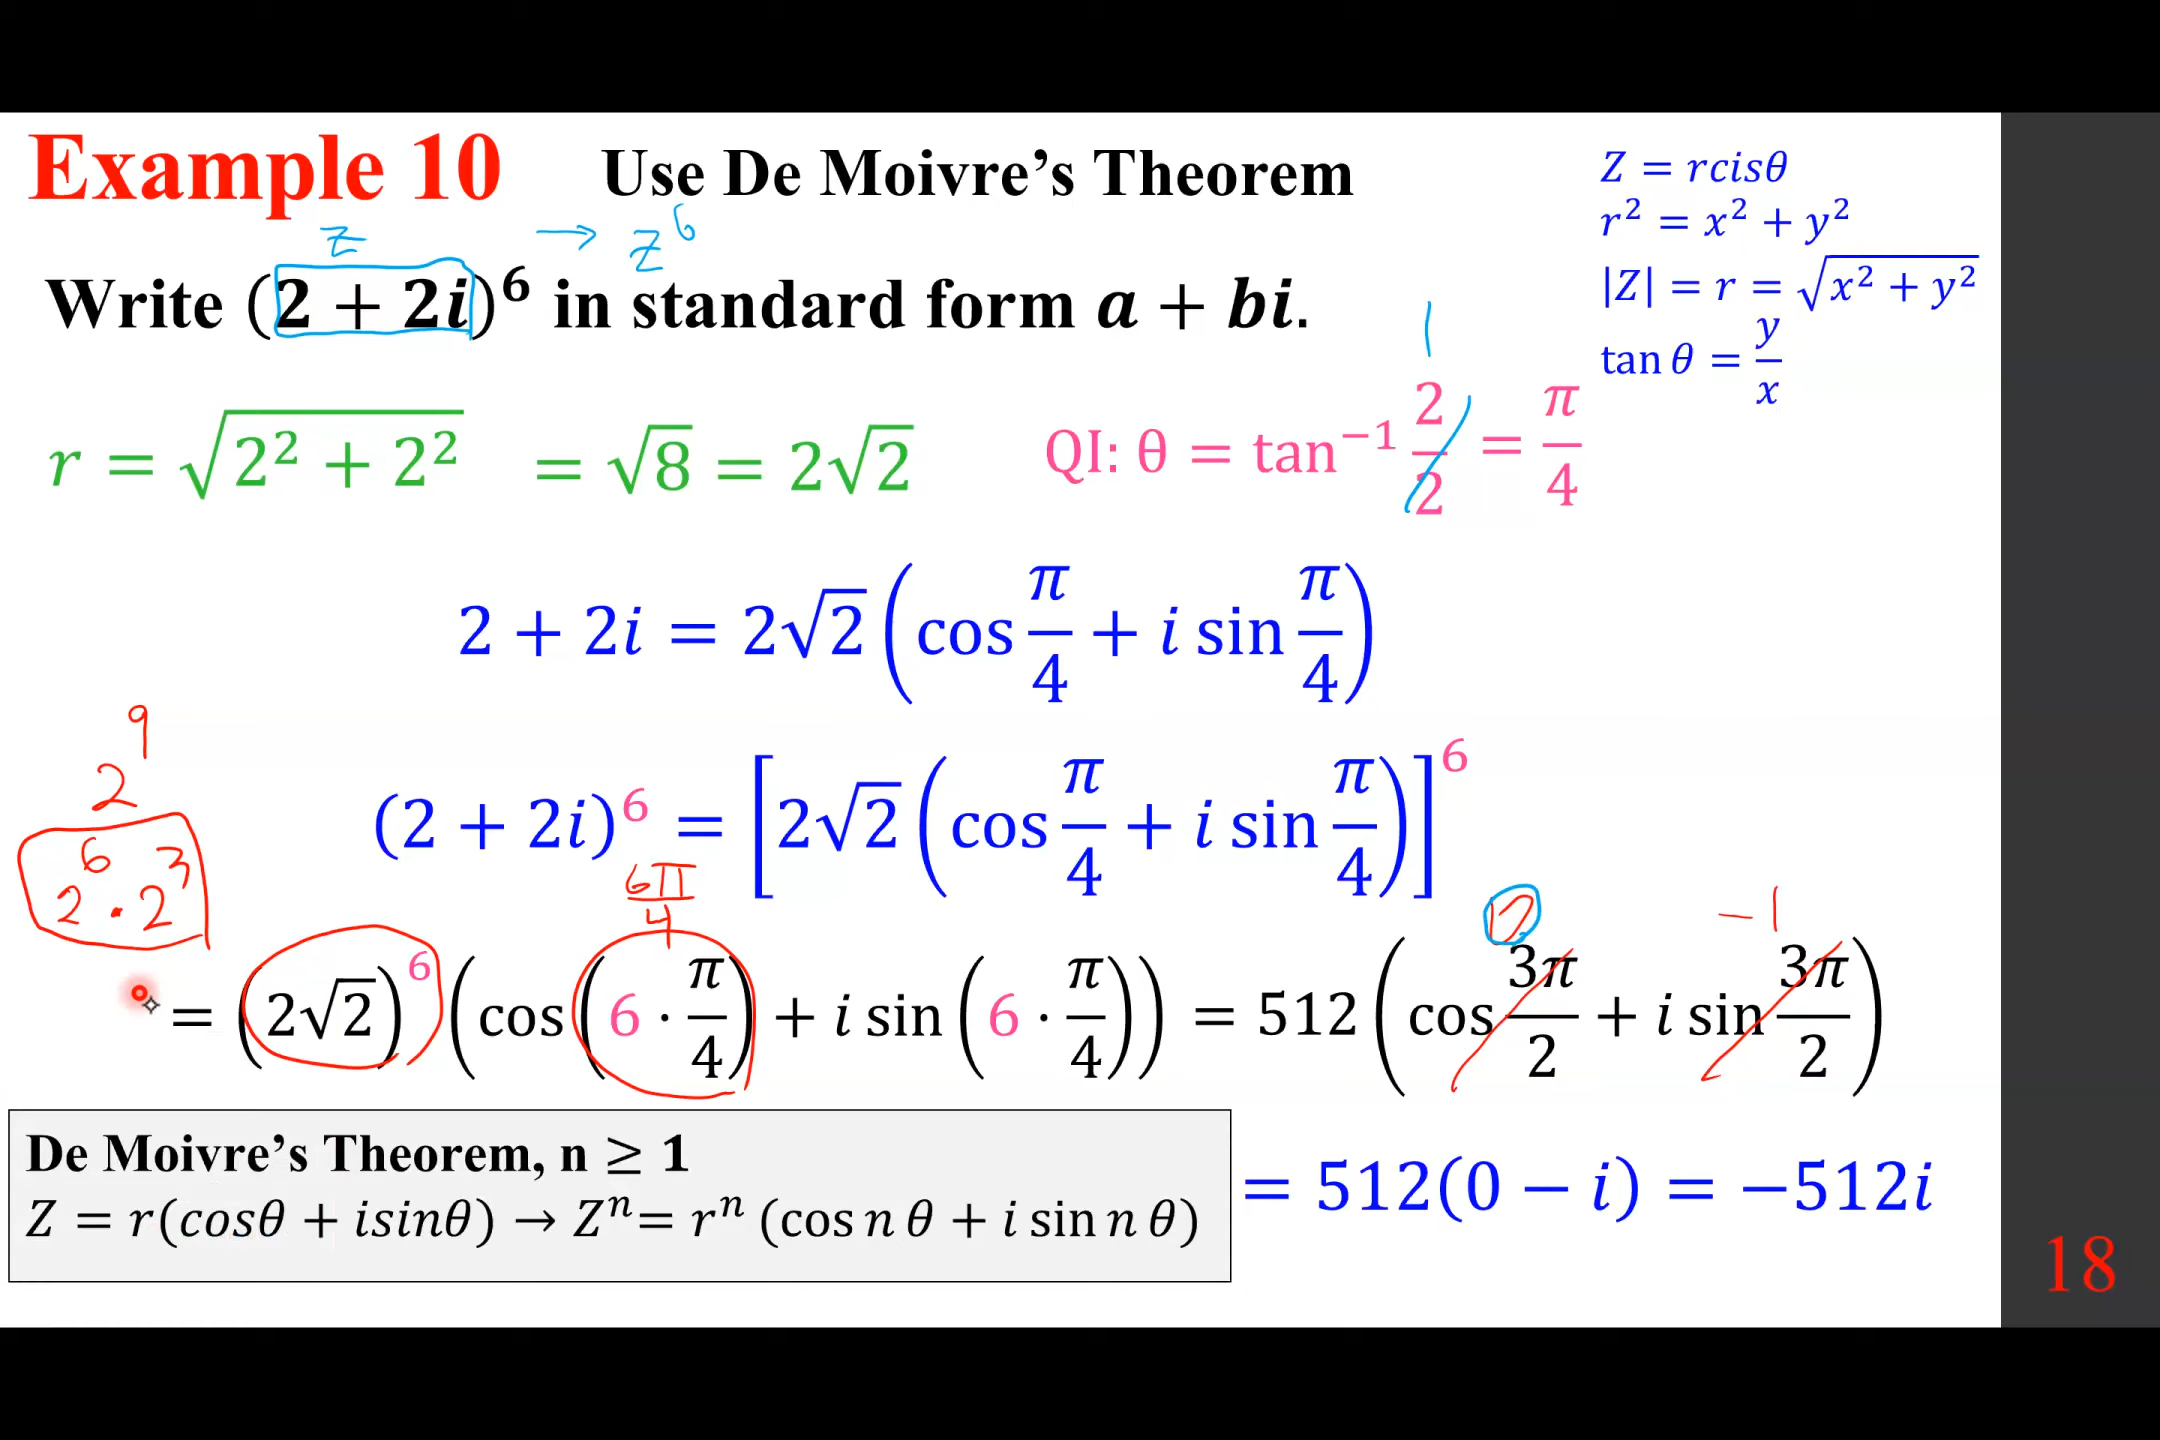 Example 10 Use De Moivre's Theorem
z → z⁶
Write (2 + 2i)⁶ in standard form a + bi.
Z = rcisθ
r² = x² + y²
|Z| = r = √(x² + y²)
tan θ = y/x
r = √(2² + 2²) = √8 = 2√2
1
QI: θ = tan⁻¹ 2/2 = π/4
2 + 2i = 2√2 (cos π/4 + i sin π/4)
2⁹
2⁶ · 2³
(2 + 2i)⁶ = [2√2 (cos π/4 + i sin π/4)]⁶
6π/4
0 −1
= (2√2)⁶ (cos(6 · π/4) + i sin(6 · π/4)) = 512 (cos 3π/2 + i sin 3π/2)
= 512(0 − i) = −512i
De Moivre's Theorem, n ≥ 1
Z = r(cosθ + isinθ) → Zⁿ= rⁿ (cos n θ + i sin n θ)
18